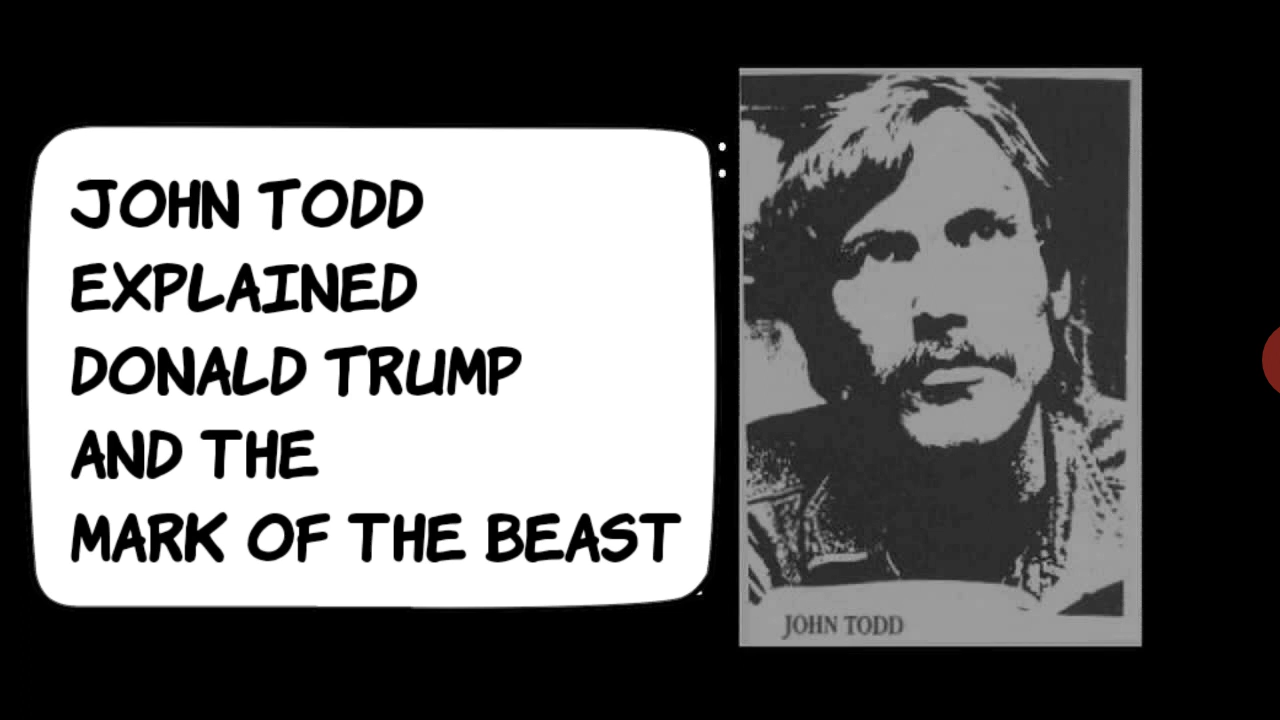 JOHN TODD
EXPLAINED
DONALD TRUMP
AND THE
MARK OF THE BEAST
JOHN TODD